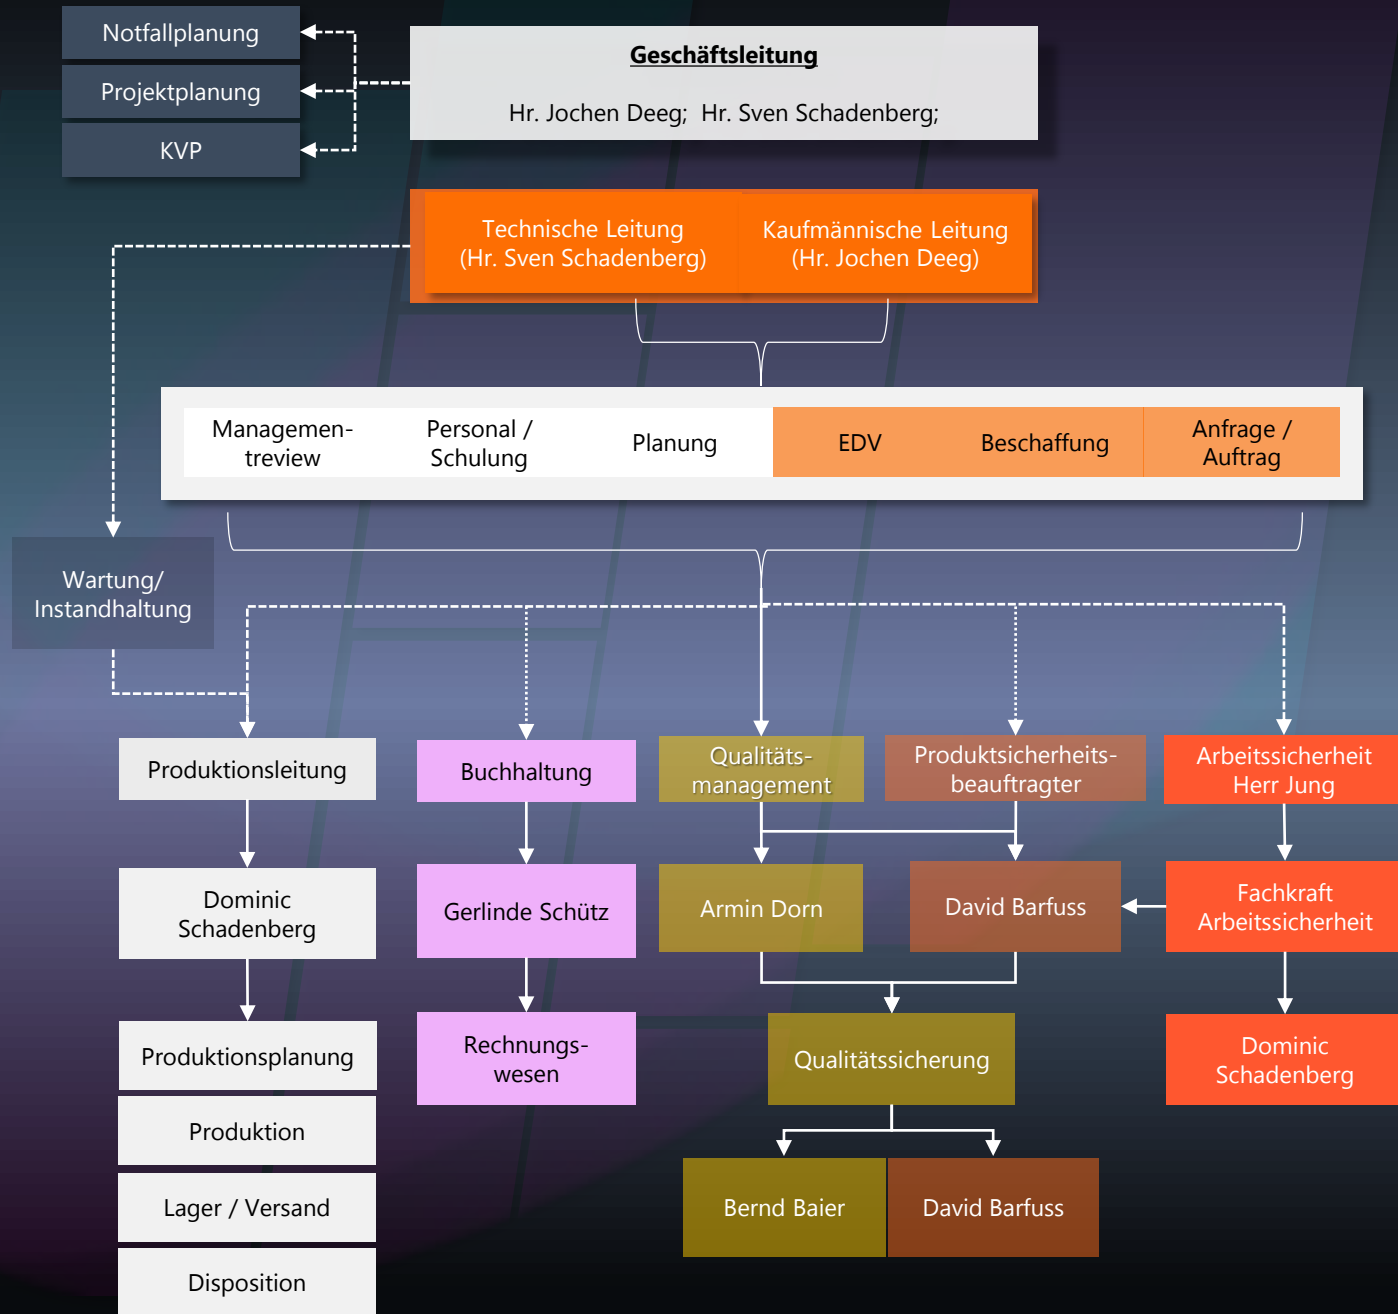 Notfallplanung
Projektplanung
KVP
Geschäftsleitung
Hr. Jochen Deeg;  Hr. Sven Schadenberg;
Technische Leitung
(Hr. Sven Schadenberg)
Kaufmännische Leitung
(Hr. Jochen Deeg)
Managemen-
treview
Personal /
Schulung
Planung
EDV
Beschaffung
Anfrage /
Auftrag
Wartung/
Instandhaltung
Produktionsleitung
Buchhaltung
Qualitäts-
management
Produktsicherheits-
beauftragter
Arbeitssicherheit
Herr Jung
Dominic
Schadenberg
Gerlinde Schütz
Armin Dorn
David Barfuss
Fachkraft
Arbeitssicherheit
Produktionsplanung
Rechnungs-
wesen
Qualitätssicherung
Dominic
Schadenberg
Produktion
Lager / Versand
Disposition
Bernd Baier
David Barfuss